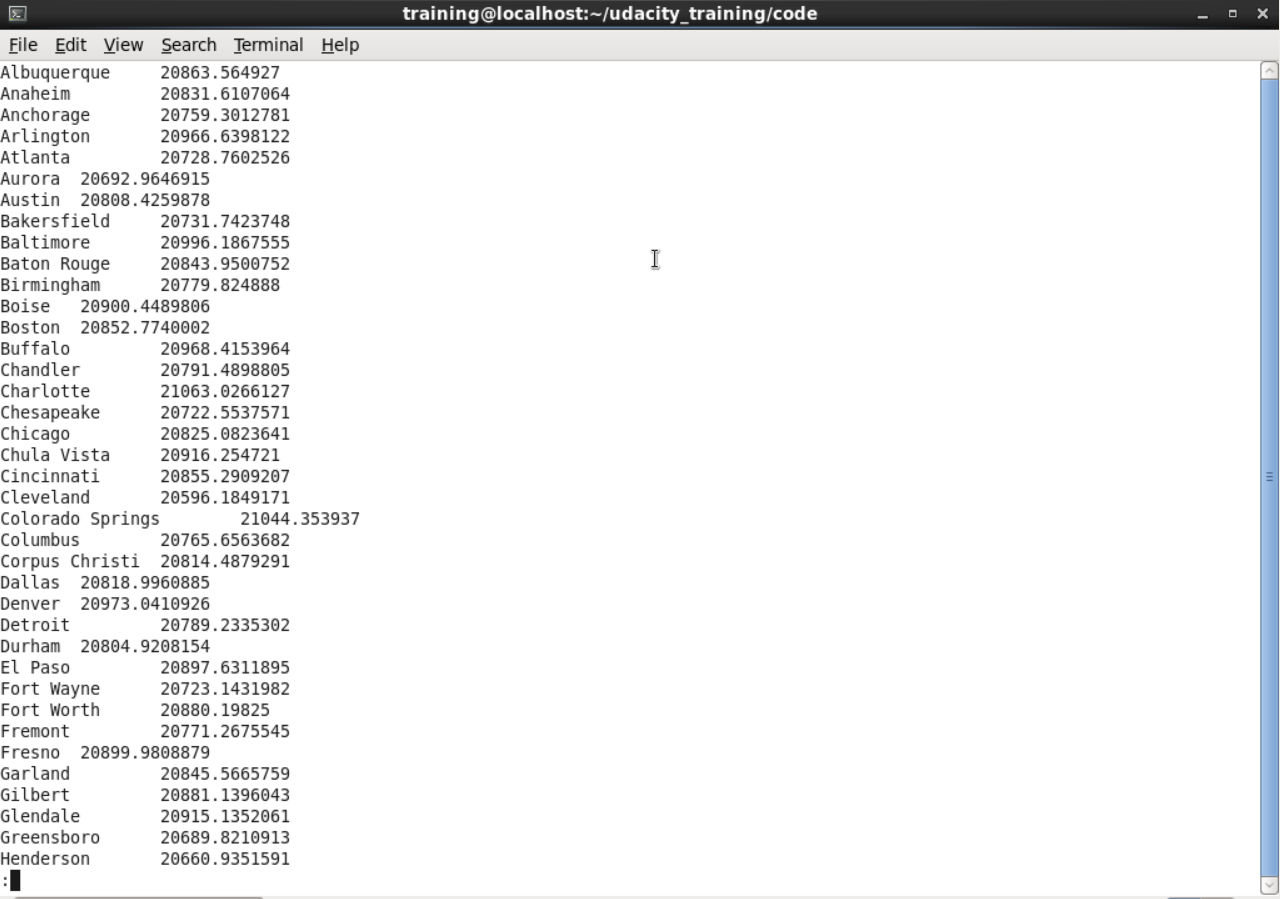 training@localhost:~/udacity_training/code
File Edit View Search Terminal Help
Albuquerque 20863.564927
Anaheim 20831.6107064
Anchorage 20759.3012781
Arlington 20966.6398122
Atlanta 20728.7602526
Aurora 20692.9646915
Austin 20808.4259878
Bakersfield 20731.7423748
Baltimore 20996.1867555
Baton Rouge 20843.9500752
Birmingham 20779.824888
Boise 20900.4489806
Boston 20852.7740002
Buffalo 20968.4153964
Chandler 20791.4898805
Charlotte 21063.0266127
Chesapeake 20722.5537571
Chicago 20825.0823641
Chula Vista 20916.254721
Cincinnati 20855.2909207
Cleveland 20596.1849171
Colorado Springs 21044.353937
Columbus 20765.6563682
Corpus Christi 20814.4879291
Dallas 20818.9960885
Denver 20973.0410926
Detroit 20789.2335302
Durham 20804.9208154
El Paso 20897.6311895
Fort Wayne 20723.1431982
Fort Worth 20880.19825
Fremont 20771.2675545
Fresno 20899.9808879
Garland 20845.5665759
Gilbert 20881.1396043
Glendale 20915.1352061
Greensboro 20689.8210913
Henderson 20660.9351591
: